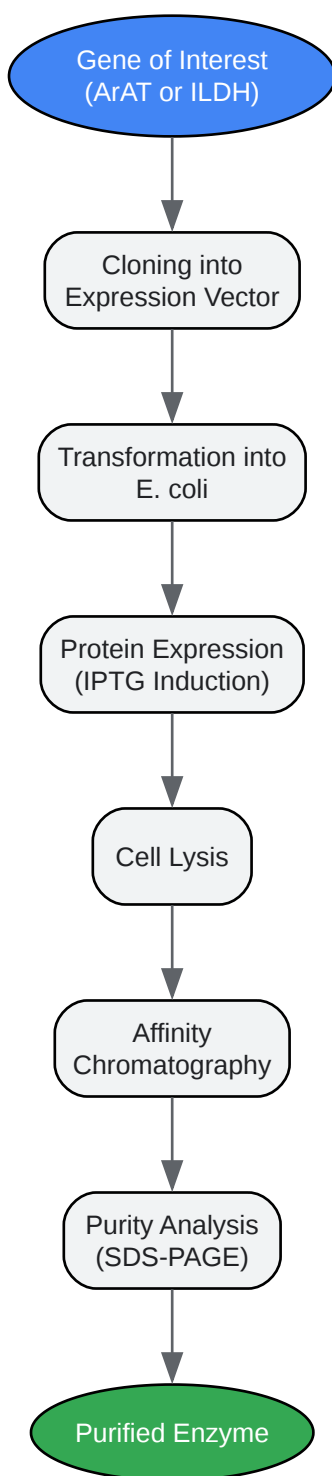 Gene of Interest
(ArAT or ILDH)
Cloning into
Expression Vector
Transformation into
E. coli
Protein Expression
(IPTG Induction)
Cell Lysis
Affinity
Chromatography
Purity Analysis
(SDS-PAGE)
Purified Enzyme